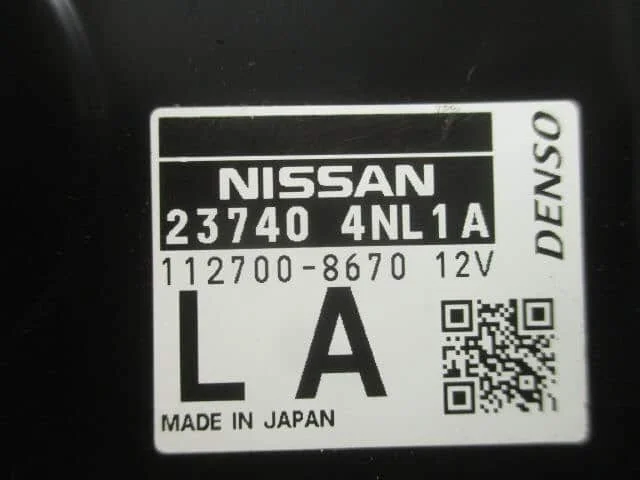 NISSAN
23740 4NL1A
112700-8670 12V
LA
MADE IN JAPAN
DENSO